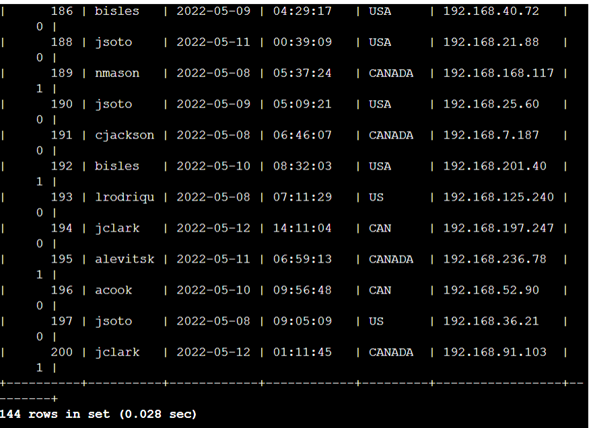 |     186 | bisles   | 2022-05-09 | 04:29:17   | USA     | 192.168.40.72   |
    0 |
|     188 | jsoto    | 2022-05-11 | 00:39:09   | USA     | 192.168.21.88   |
    0 |
|     189 | nmason   | 2022-05-08 | 05:37:24   | CANADA  | 192.168.168.117 |
    1 |
|     190 | jsoto    | 2022-05-09 | 05:09:21   | USA     | 192.168.25.60   |
    0 |
|     191 | cjackson | 2022-05-08 | 06:46:07   | CANADA  | 192.168.7.187   |
    0 |
|     192 | bisles   | 2022-05-10 | 08:32:03   | USA     | 192.168.201.40  |
    1 |
|     193 | lrodriqu | 2022-05-08 | 07:11:29   | US      | 192.168.125.240 |
    0 |
|     194 | jclark   | 2022-05-12 | 14:11:04   | CAN     | 192.168.197.247 |
    0 |
|     195 | alevitsk | 2022-05-11 | 06:59:13   | CANADA  | 192.168.236.78  |
    1 |
|     196 | acook    | 2022-05-10 | 09:56:48   | CAN     | 192.168.52.90   |
    0 |
|     197 | jsoto    | 2022-05-08 | 09:05:09   | US      | 192.168.36.21   |
    0 |
|     200 | jclark   | 2022-05-12 | 01:11:45   | CANADA  | 192.168.91.103  |
    1 |
+---------+----------+------------+------------+---------+-----------------+--
-------+
144 rows in set (0.028 sec)